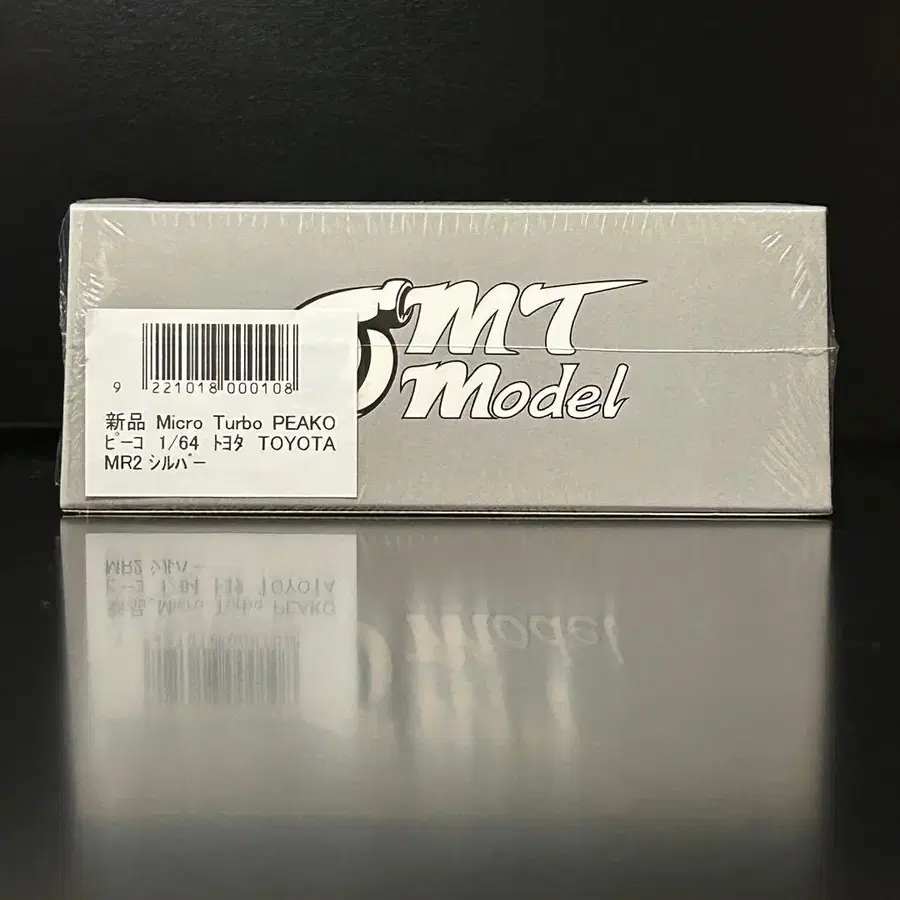 MT
Model
9 221018 000108
新品 Micro Turbo PEAKO
ﾋﾟｰｺ 1/64 ﾄﾖﾀ TOYOTA
MR2 ｼﾙﾊﾞｰ